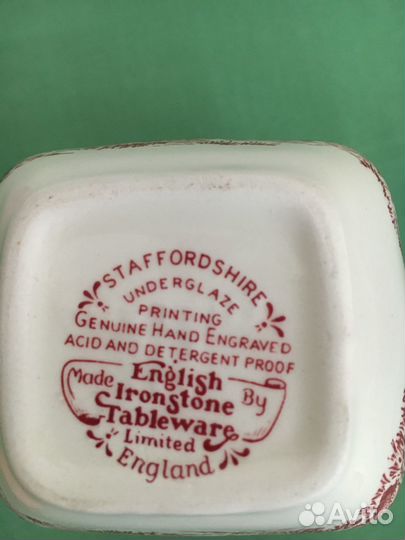 STAFFORDSHIRE
UNDERGLAZE
PRINTING
GENUINE HAND ENGRAVED
ACID AND DETERGENT PROOF
Made English By
Ironstone
Tableware
Limited
England
Avito